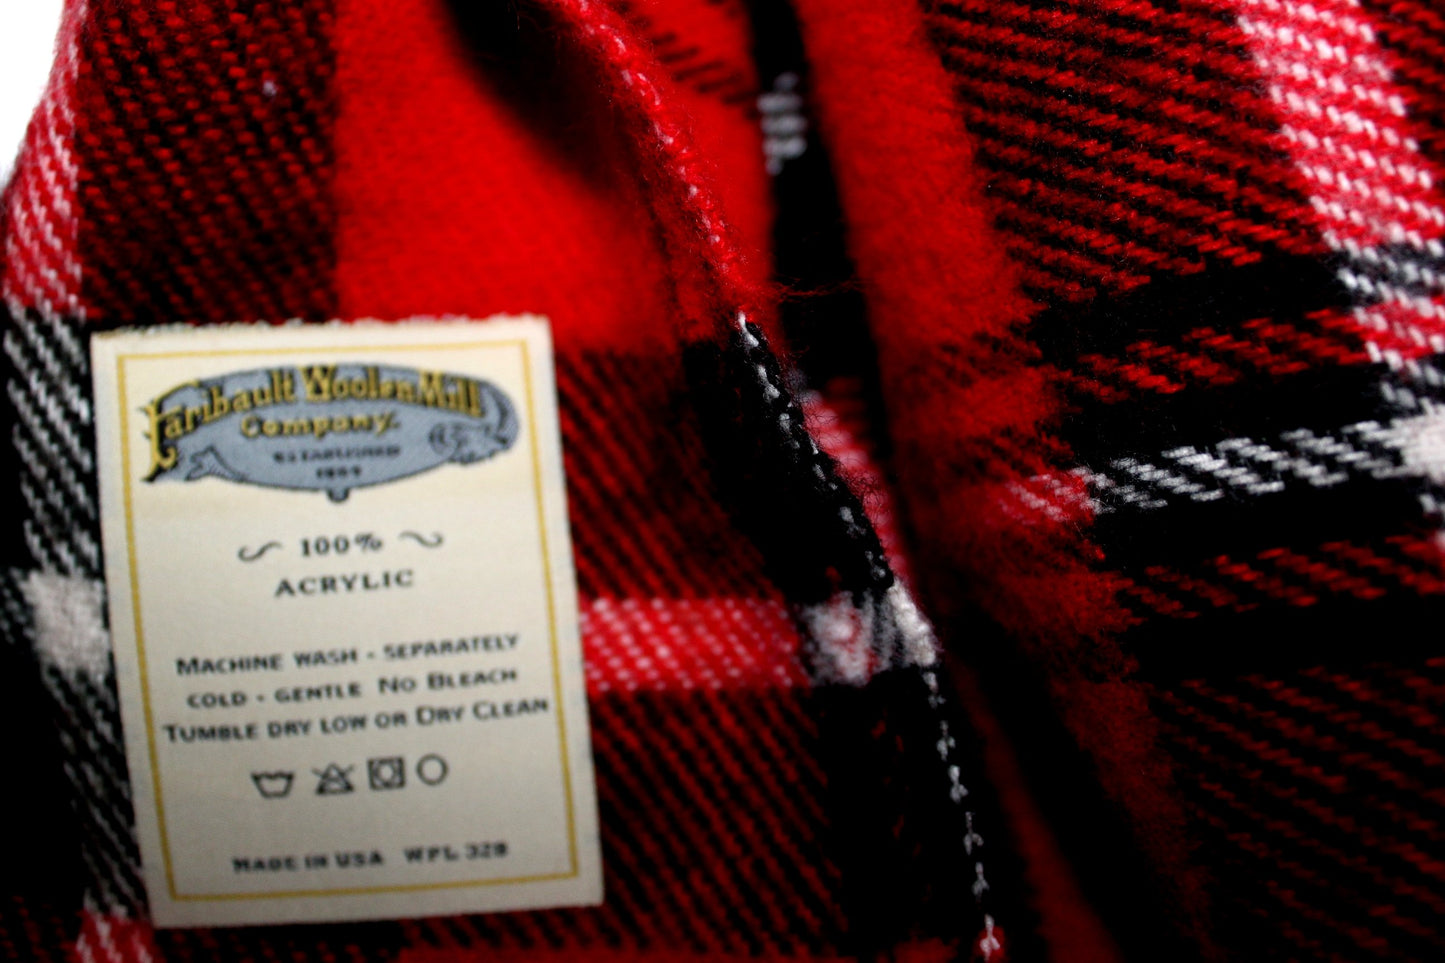 Faribault Woolen Mill
Company.
ESTABLISHED
1865
100%
ACRYLIC
MACHINE WASH - SEPARATELY
COLD - GENTLE NO BLEACH
TUMBLE DRY LOW OR DRY CLEAN
MADE IN USA WPL 328